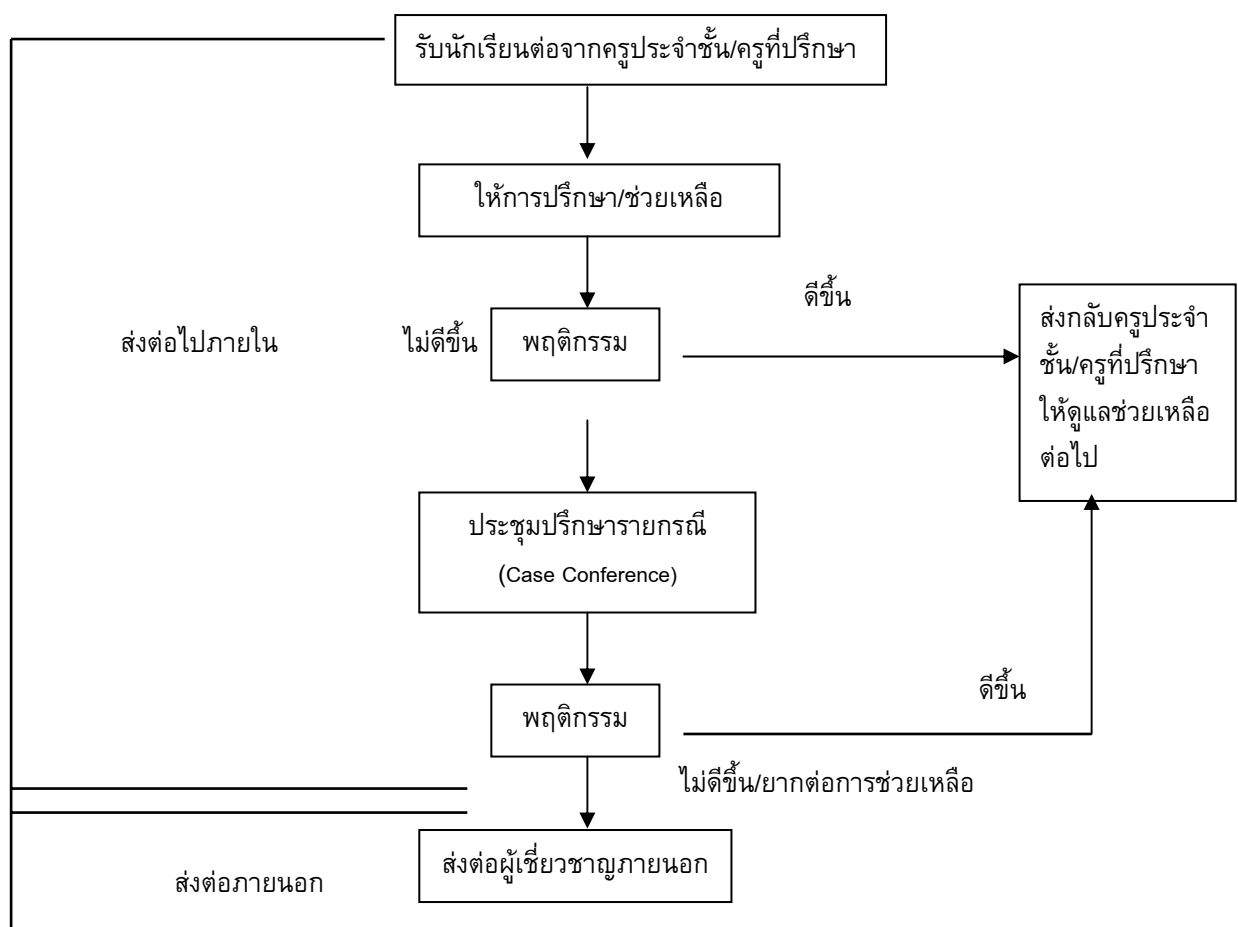 รับนักเรียนต่อจากครูประจำชั้น/ครูที่ปรึกษา
ให้การปรึกษา/ช่วยเหลือ
ดีขึ้น
ส่งต่อไปภายใน
ไม่ดีขึ้น
พฤติกรรม
ส่งกลับครูประจำ
ชั้น/ครูที่ปรึกษา
ให้ดูแลช่วยเหลือ
ต่อไป
ประชุมปรึกษารายกรณี
(Case Conference)
ดีขึ้น
พฤติกรรม
ไม่ดีขึ้น/ยากต่อการช่วยเหลือ
ส่งต่อผู้เชี่ยวชาญภายนอก
ส่งต่อภายนอก